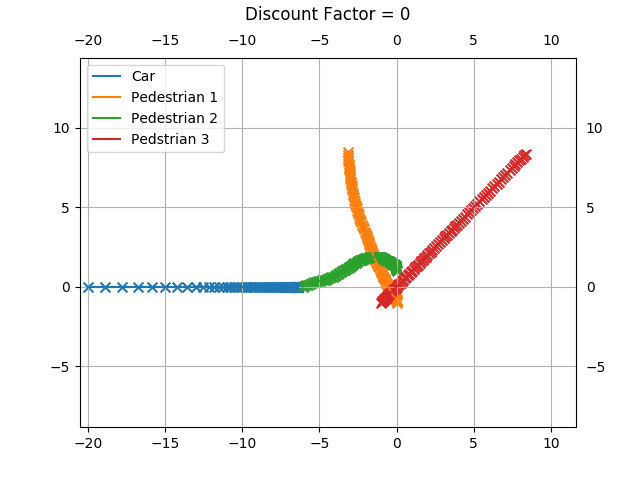 Discount Factor = 0
−20 −15 −10 −5 0 5 10
Car
Pedestrian 1
Pedestrian 2
Pedstrian 3
10 10
5 5
0 0
−5 −5
−20 −15 −10 −5 0 5 10